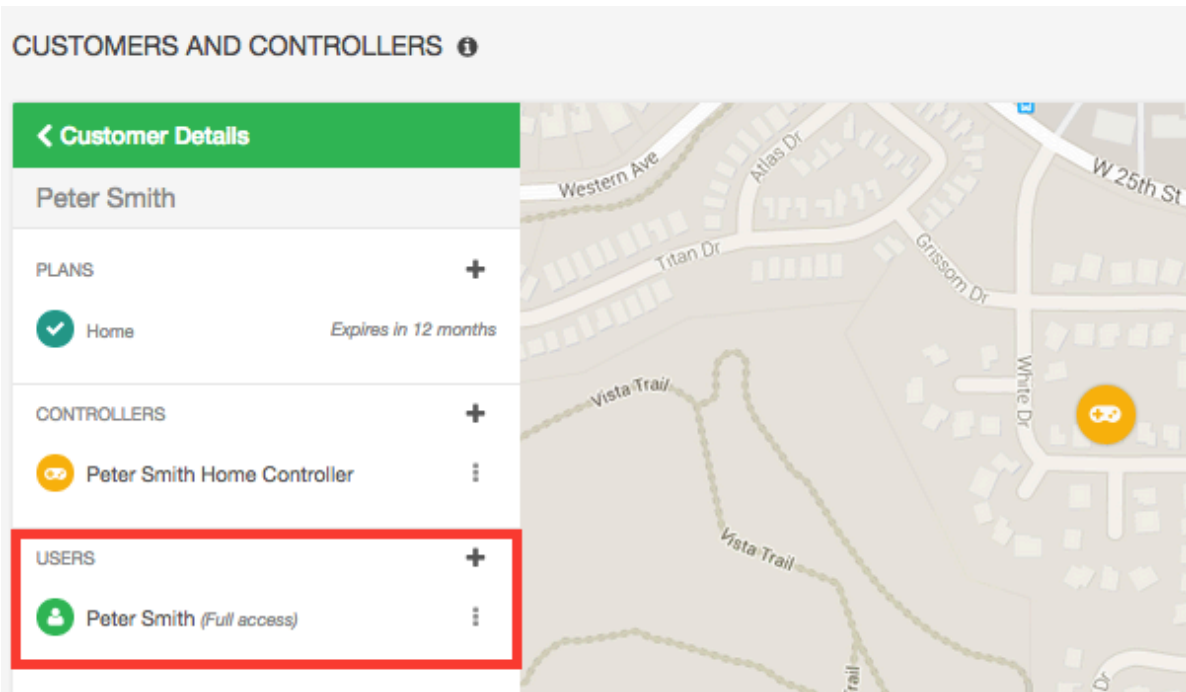 CUSTOMERS AND CONTROLLERS
Customer Details
Peter Smith
PLANS
Home
Expires in 12 months
CONTROLLERS
Peter Smith Home Controller
USERS
Peter Smith (Full access)
Western Ave
Atlas Dr
W 25th St
Titan Dr
Grissom Dr
Vista Trail
White Dr
Vista Trail
Trail
Dr